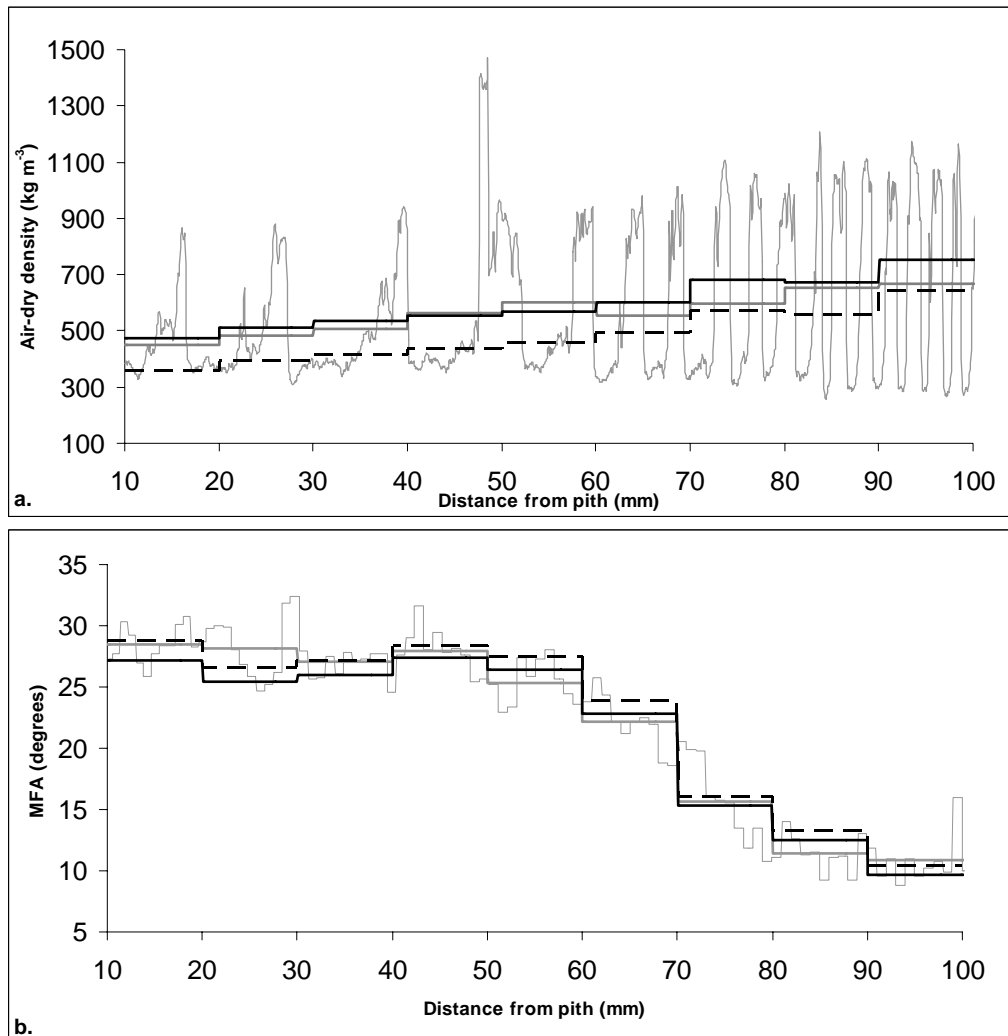 1500
1300
1100
900
700
500
300
100
Air-dry density (kg m-3)
10 20 30 40 50 60 70 80 90 100
Distance from pith (mm)
a.
35
30
25
20
15
10
5
MFA (degrees)
10 20 30 40 50 60 70 80 90 100
Distance from pith (mm)
b.